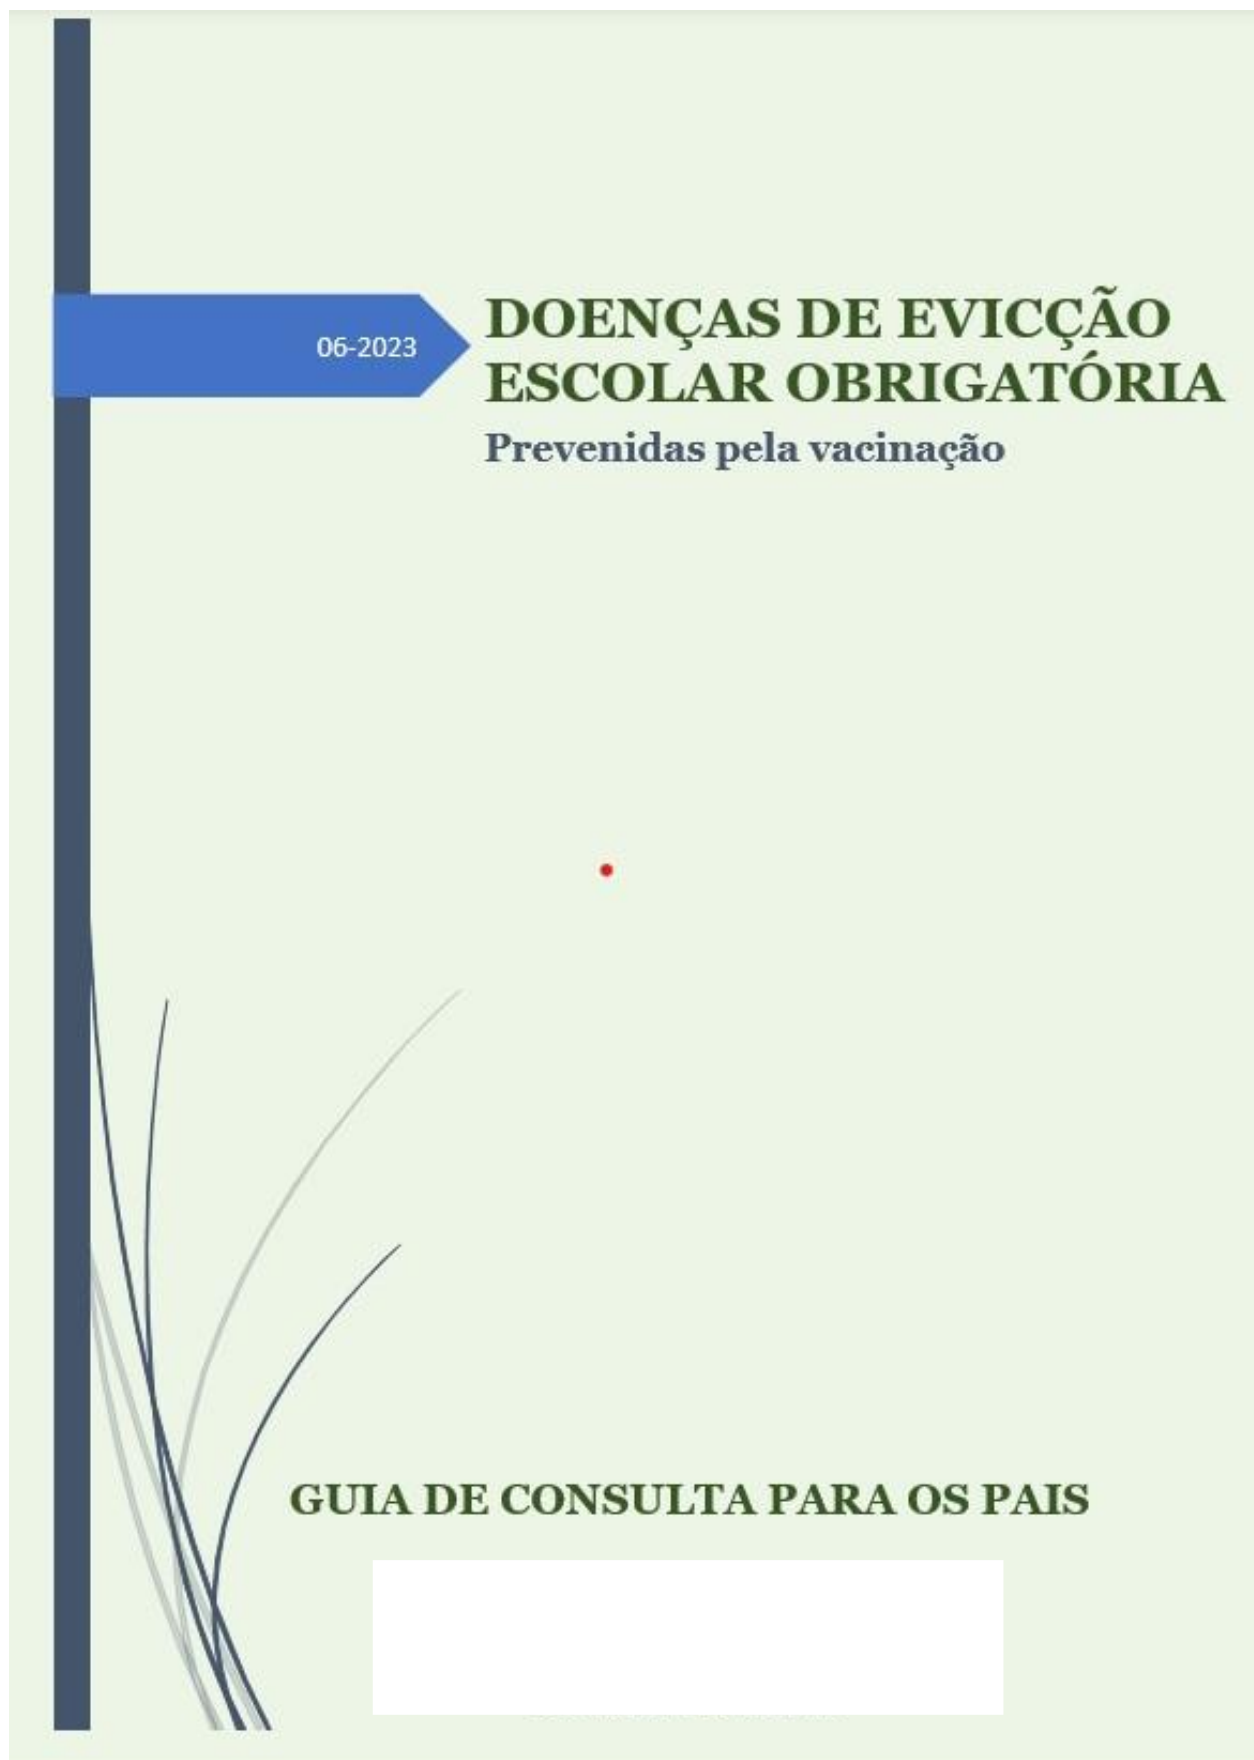 06-2023
DOENÇAS DE EVICÇÃO
ESCOLAR OBRIGATÓRIA
Prevenidas pela vacinação
GUIA DE CONSULTA PARA OS PAIS